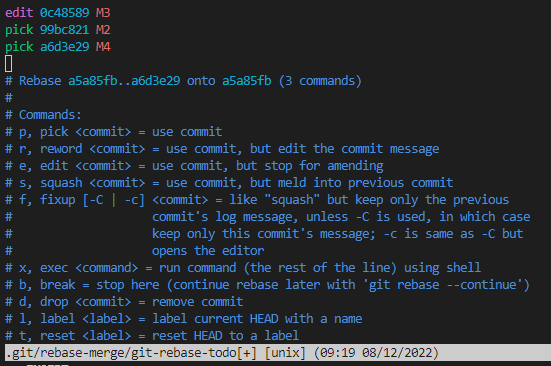 edit 0c48589 M3
pick 99bc821 M2
pick a6d3e29 M4
# Rebase a5a85fb..a6d3e29 onto a5a85fb (3 commands)
#
# Commands:
# p, pick <commit> = use commit
# r, reword <commit> = use commit, but edit the commit message
# e, edit <commit> = use commit, but stop for amending
# s, squash <commit> = use commit, but meld into previous commit
# f, fixup [-C | -c] <commit> = like "squash" but keep only the previous
#                    commit's log message, unless -C is used, in which case
#                    keep only this commit's message; -c is same as -C but
#                    opens the editor
# x, exec <command> = run command (the rest of the line) using shell
# b, break = stop here (continue rebase later with 'git rebase --continue')
# d, drop <commit> = remove commit
# l, label <label> = label current HEAD with a name
# t, reset <label> = reset HEAD to a label
.git/rebase-merge/git-rebase-todo[+] [unix] (09:19 08/12/2022)